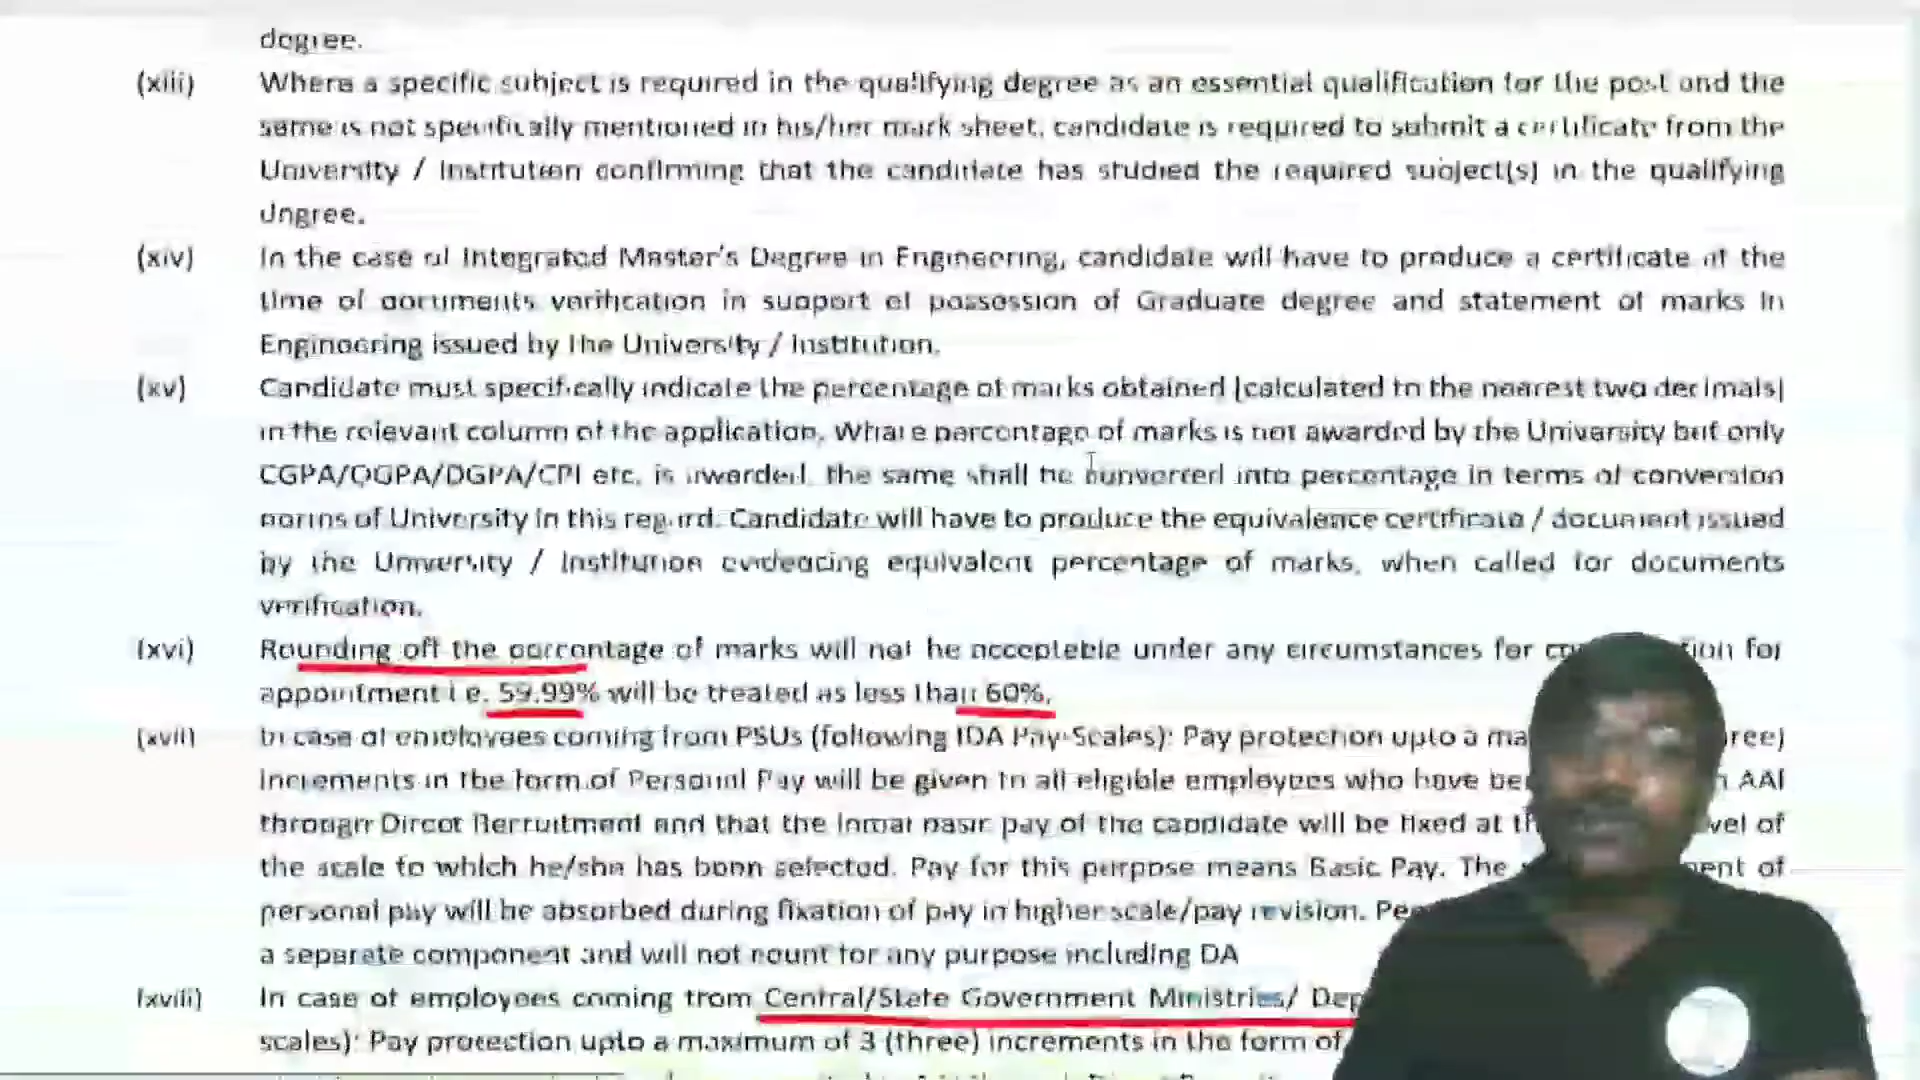 degree.
(xiii) Where a specific subject is required in the qualifying degree as an essential qualification for the post and the
same is not specifically mentioned in his/her mark sheet, candidate is required to submit a certificate from the
University / Institution confirming that the candidate has studied the required subject(s) in the qualifying
degree.
(xiv) In the case of Integrated Master's Degree in Engineering, candidate will have to produce a certificate at the
time of documents verification in support of possession of Graduate degree and statement of marks in
Engineering issued by the University / Institution.
(xv) Candidate must specifically indicate the percentage of marks obtained (calculated to the nearest two decimals)
in the relevant column of the application. Where percentage of marks is not awarded by the University but only
CGPA/OGPA/DGPA/CPI etc. is awarded, the same shall be converted into percentage in terms of conversion
norms of University in this regard. Candidate will have to produce the equivalence certificate / document issued
by the University / Institution evidencing equivalent percentage of marks, when called for documents
verification.
(xvi) Rounding off the percentage of marks will not be acceptable under any circumstances for for
appointment i.e. 59.99% will be treated as less than 60%.
(xvii) In case of employees coming from PSUs (following IDA Pay-Scales): Pay protection upto a ree)
increments in the form of Personal Pay will be given to all eligible employees who have AAI
through Direct Recruitment and that the initial basic pay of the candidate will be fixed at vel of
the scale to which he/she has been selected. Pay for this purpose means Basic Pay. The ent of
personal pay will be absorbed during fixation of pay in higher scale/pay revision.
a separate component and will not count for any purpose including DA
(xviii) In case of employees coming from Central/State Government Ministries/ Dep
scales): Pay protection upto a maximum of 3 (three) increments in the form of